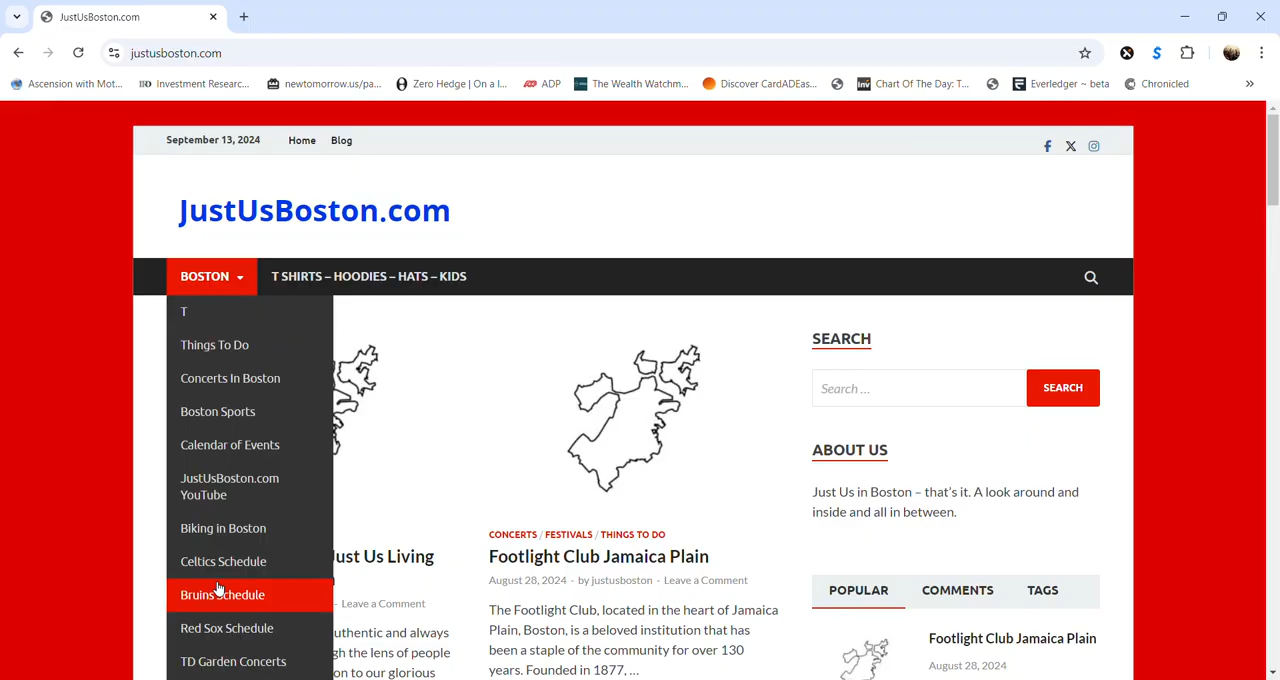 JustUsBoston.com
justusboston.com
Ascension with Mot...
Investment Researc...
newtomorrow.us/pa...
Zero Hedge | On a l...
ADP
The Wealth Watchm...
Discover CardADEas...
Chart Of The Day: T...
Everledger ~ beta
Chronicled
September 13, 2024
Home
Blog
JustUsBoston.com
BOSTON
T SHIRTS – HOODIES – HATS – KIDS
T
Things To Do
Concerts In Boston
Boston Sports
Calendar of Events
JustUsBoston.com
YouTube
Biking in Boston
Celtics Schedule
Bruins Schedule
Red Sox Schedule
TD Garden Concerts
Just Us Living
- Leave a Comment
authentic and always
gh the lens of people
on to our glorious
CONCERTS / FESTIVALS / THINGS TO DO
Footlight Club Jamaica Plain
August 28, 2024 - by justusboston - Leave a Comment
The Footlight Club, located in the heart of Jamaica
Plain, Boston, is a beloved institution that has
been a staple of the community for over 130
years. Founded in 1877, ...
SEARCH
Search ...
SEARCH
ABOUT US
Just Us in Boston – that's it. A look around and
inside and all in between.
POPULAR
COMMENTS
TAGS
Footlight Club Jamaica Plain
August 28, 2024